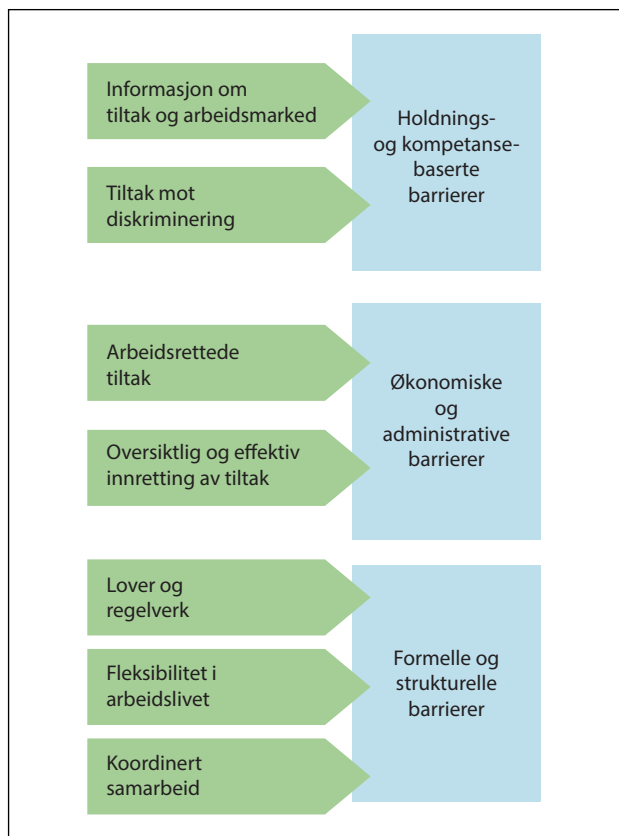 Informasjon om
tiltak og arbeidsmarked
Tiltak mot
diskriminering
Holdnings-
og kompetanse-
baserte
barrierer
Arbeidsrettede
tiltak
Oversiktlig og effektiv
innretting av tiltak
Økonomiske
og
administrative
barrierer
Lover og
regelverk
Fleksibilitet i
arbeidslivet
Koordinert
samarbeid
Formelle og
strukturelle
barrierer